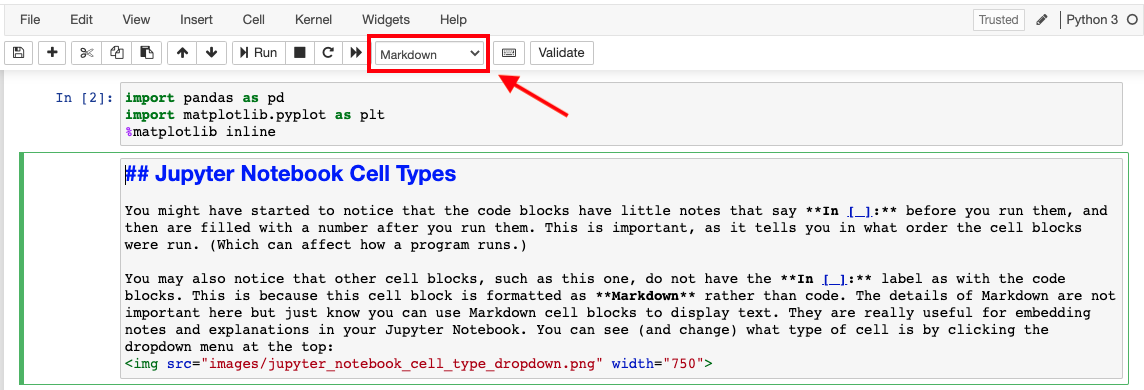 File Edit View Insert Cell Kernel Widgets Help Trusted Python 3
Run Markdown Validate
In [2]: import pandas as pd
import matplotlib.pyplot as plt
%matplotlib inline
## Jupyter Notebook Cell Types
You might have started to notice that the code blocks have little notes that say **In [_]:** before you run them, and
then are filled with a number after you run them. This is important, as it tells you in what order the cell blocks
were run. (Which can affect how a program runs.)
You may also notice that other cell blocks, such as this one, do not have the **In [_]:** label as with the code
blocks. This is because this cell block is formatted as **Markdown** rather than code. The details of Markdown are not
important here but just know you can use Markdown cell blocks to display text. They are really useful for embedding
notes and explanations in your Jupyter Notebook. You can see (and change) what type of cell is by clicking the
dropdown menu at the top:
<img src="images/jupyter_notebook_cell_type_dropdown.png" width="750">